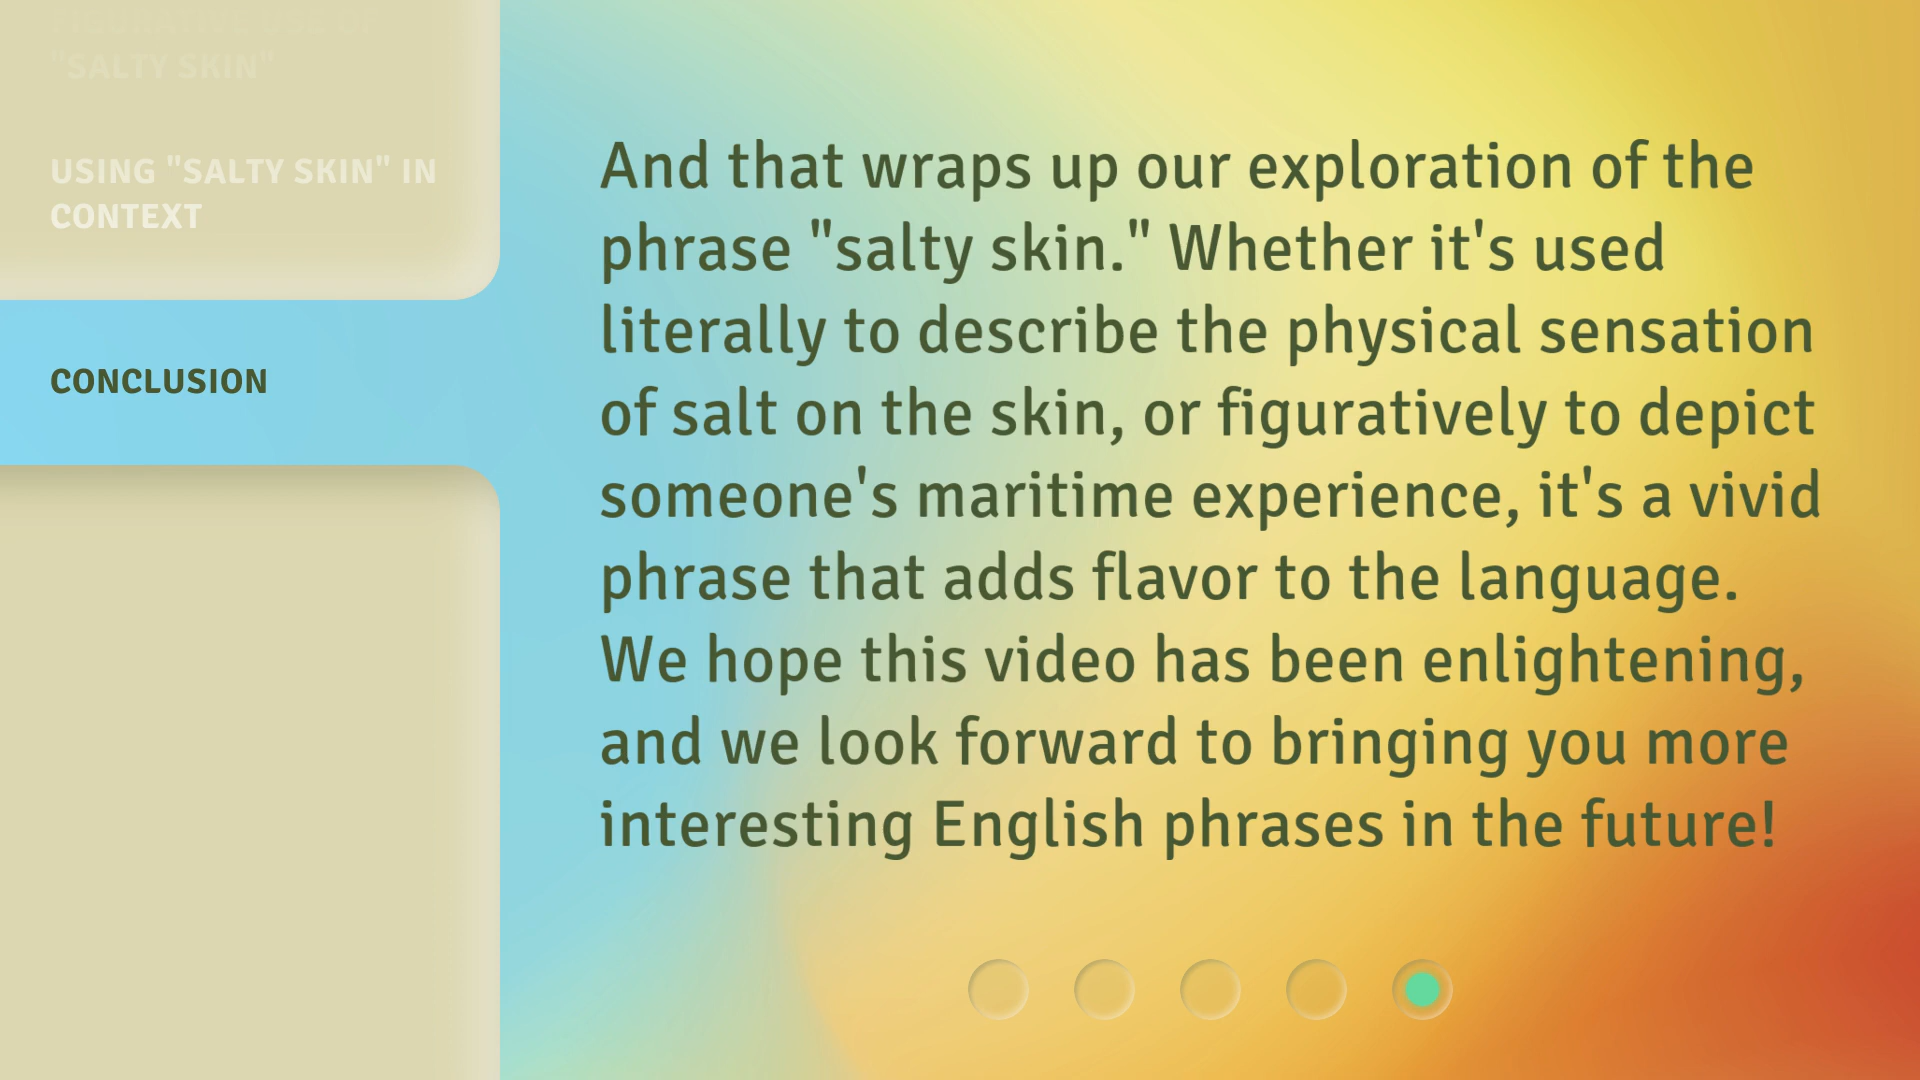 FIGURATIVE USE OF
"SALTY SKIN"
USING "SALTY SKIN" IN
CONTEXT
CONCLUSION
And that wraps up our exploration of the
phrase "salty skin." Whether it's used
literally to describe the physical sensation
of salt on the skin, or figuratively to depict
someone's maritime experience, it's a vivid
phrase that adds flavor to the language.
We hope this video has been enlightening,
and we look forward to bringing you more
interesting English phrases in the future!